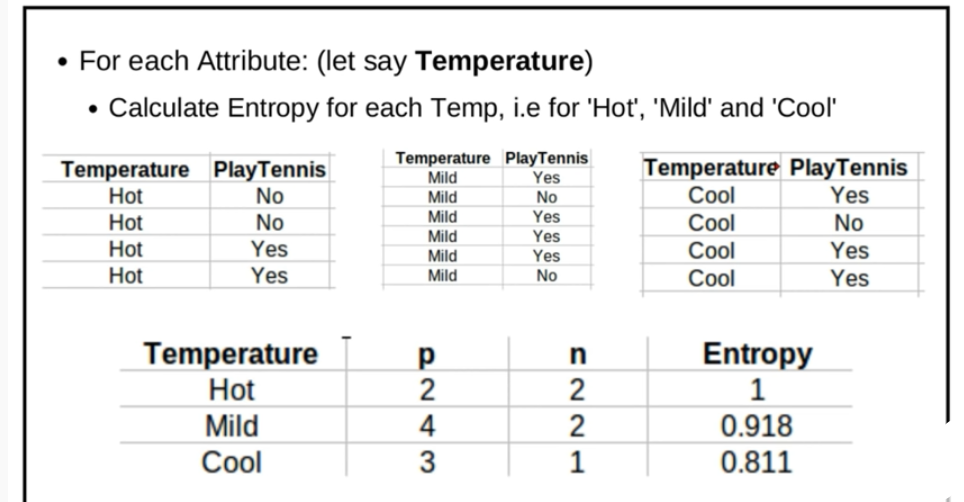 • For each Attribute: (let say Temperature)
• Calculate Entropy for each Temp, i.e for 'Hot', 'Mild' and 'Cool'
Temperature PlayTennis
Hot No
Hot No
Hot Yes
Hot Yes
Temperature PlayTennis
Mild Yes
Mild No
Mild Yes
Mild Yes
Mild Yes
Mild No
Temperature PlayTennis
Cool Yes
Cool No
Cool Yes
Cool Yes
Temperature p n Entropy
Hot 2 2 1
Mild 4 2 0.918
Cool 3 1 0.811